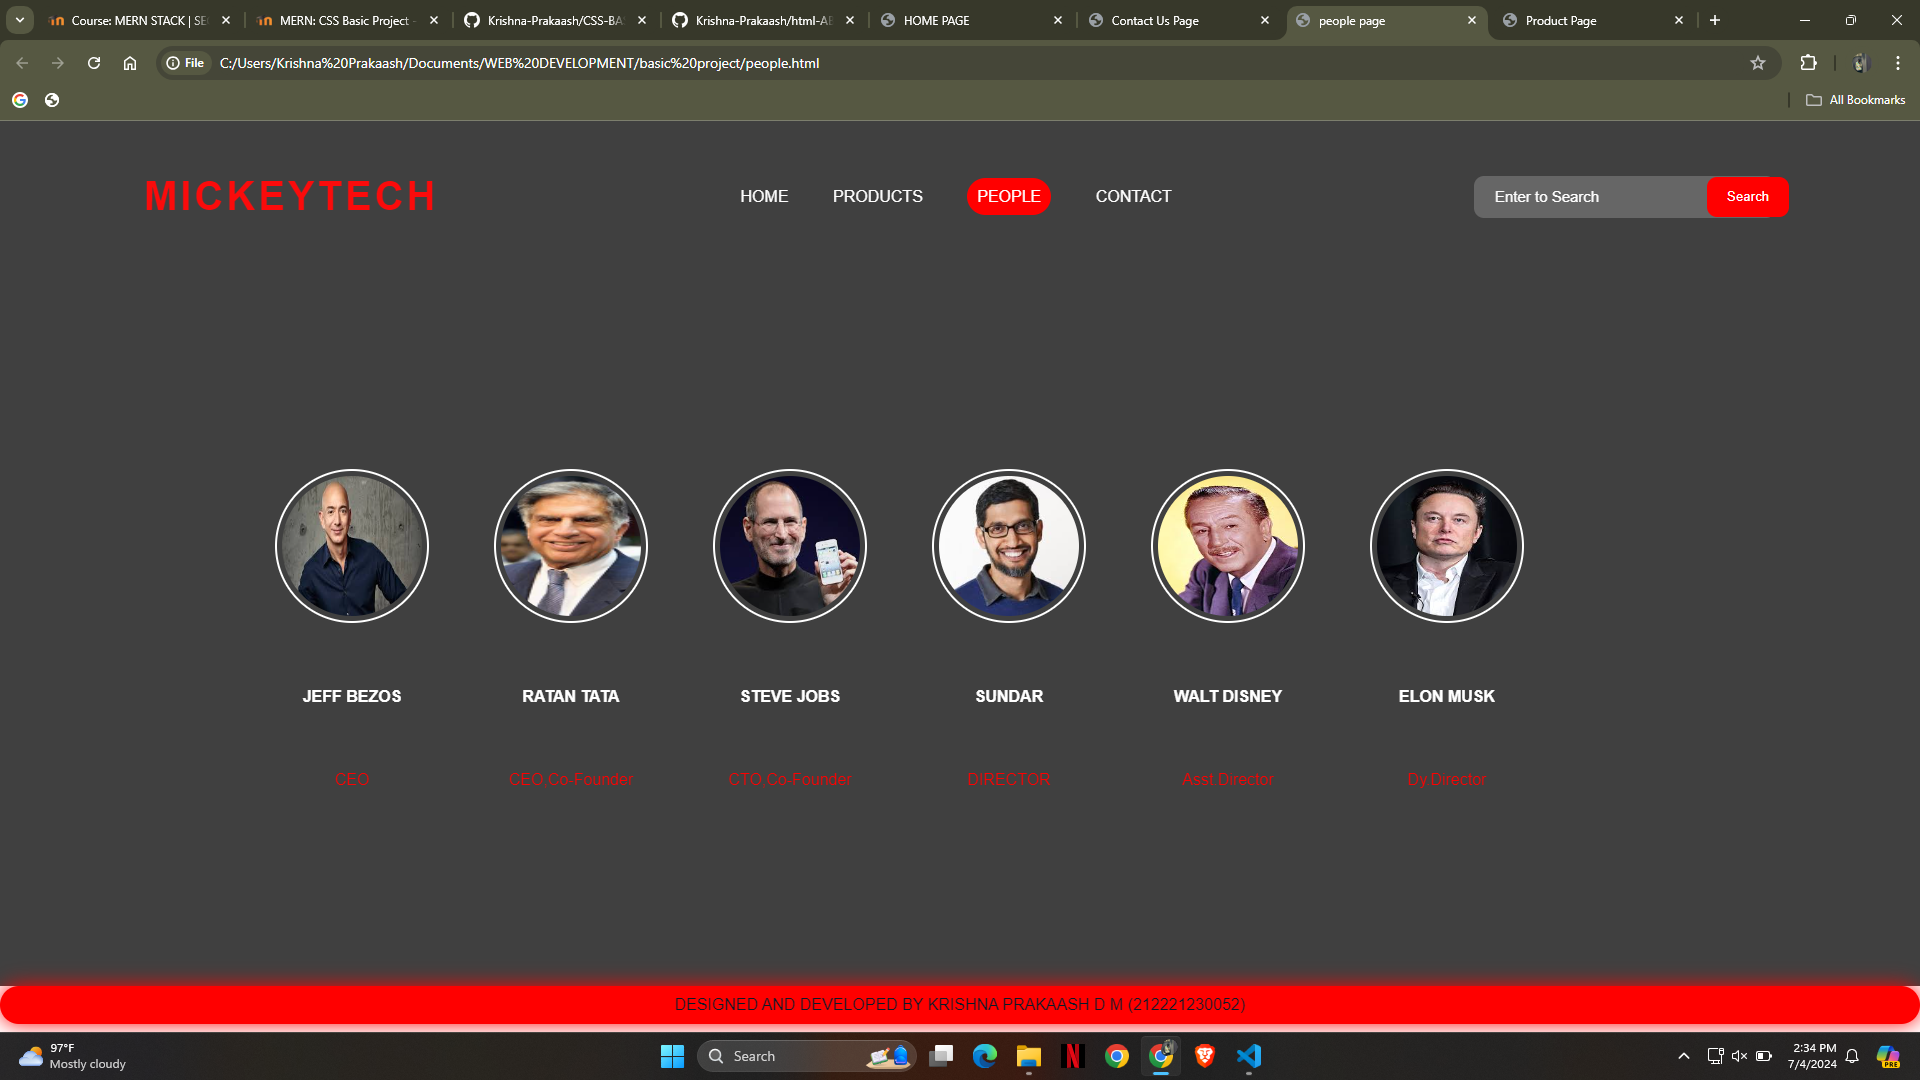 Course: MERN STACK | SE
MERN: CSS Basic Project
Krishna-Prakaash/CSS-BA
Krishna-Prakaash/html-AB
HOME PAGE
Contact Us Page
people page
Product Page
File
C:/Users/Krishna%20Prakaash/Documents/WEB%20DEVELOPMENT/basic%20project/people.html
All Bookmarks
MICKEYTECH
HOME
PRODUCTS
PEOPLE
CONTACT
Enter to Search
Search
JEFF BEZOS
RATAN TATA
STEVE JOBS
SUNDAR
WALT DISNEY
ELON MUSK
CEO
CEO,Co-Founder
CTO,Co-Founder
DIRECTOR
Asst.Director
Dy.Director
DESIGNED AND DEVELOPED BY KRISHNA PRAKAASH D M (212221230052)
97°F
Mostly cloudy
Search
2:34 PM
7/4/2024
PRE